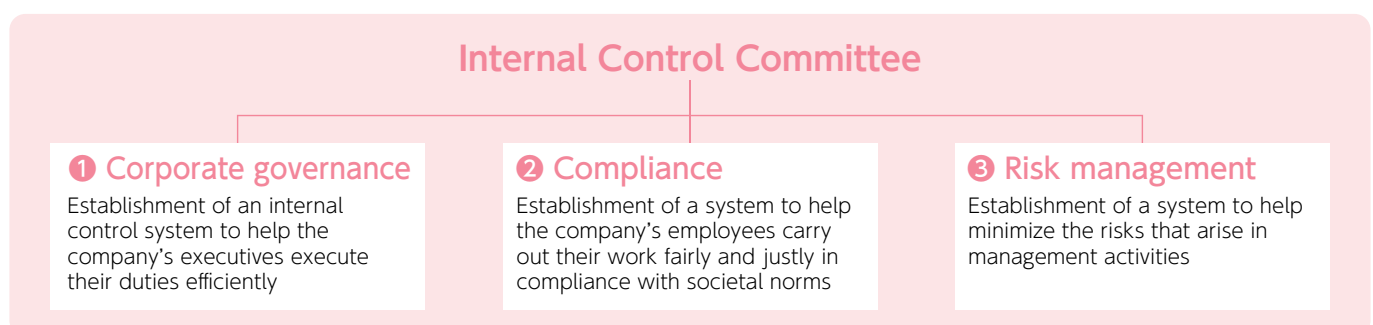 Internal Control Committee
❶ Corporate governance
Establishment of an internal
control system to help the
company’s executives execute
their duties efficiently
❷ Compliance
Establishment of a system to help
the company’s employees carry
out their work fairly and justly in
compliance with societal norms
❸ Risk management
Establishment of a system to help
minimize the risks that arise in
management activities